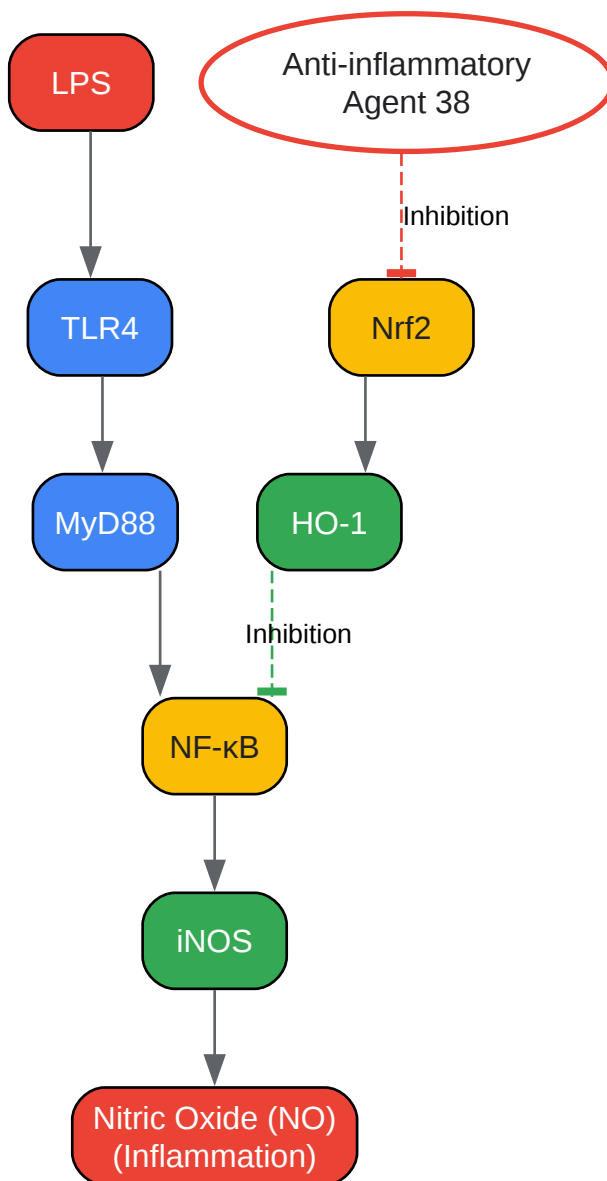 LPS
Anti-inflammatory
Agent 38
Inhibition
TLR4
Nrf2
MyD88
HO-1
Inhibition
NF-κB
iNOS
Nitric Oxide (NO)
(Inflammation)